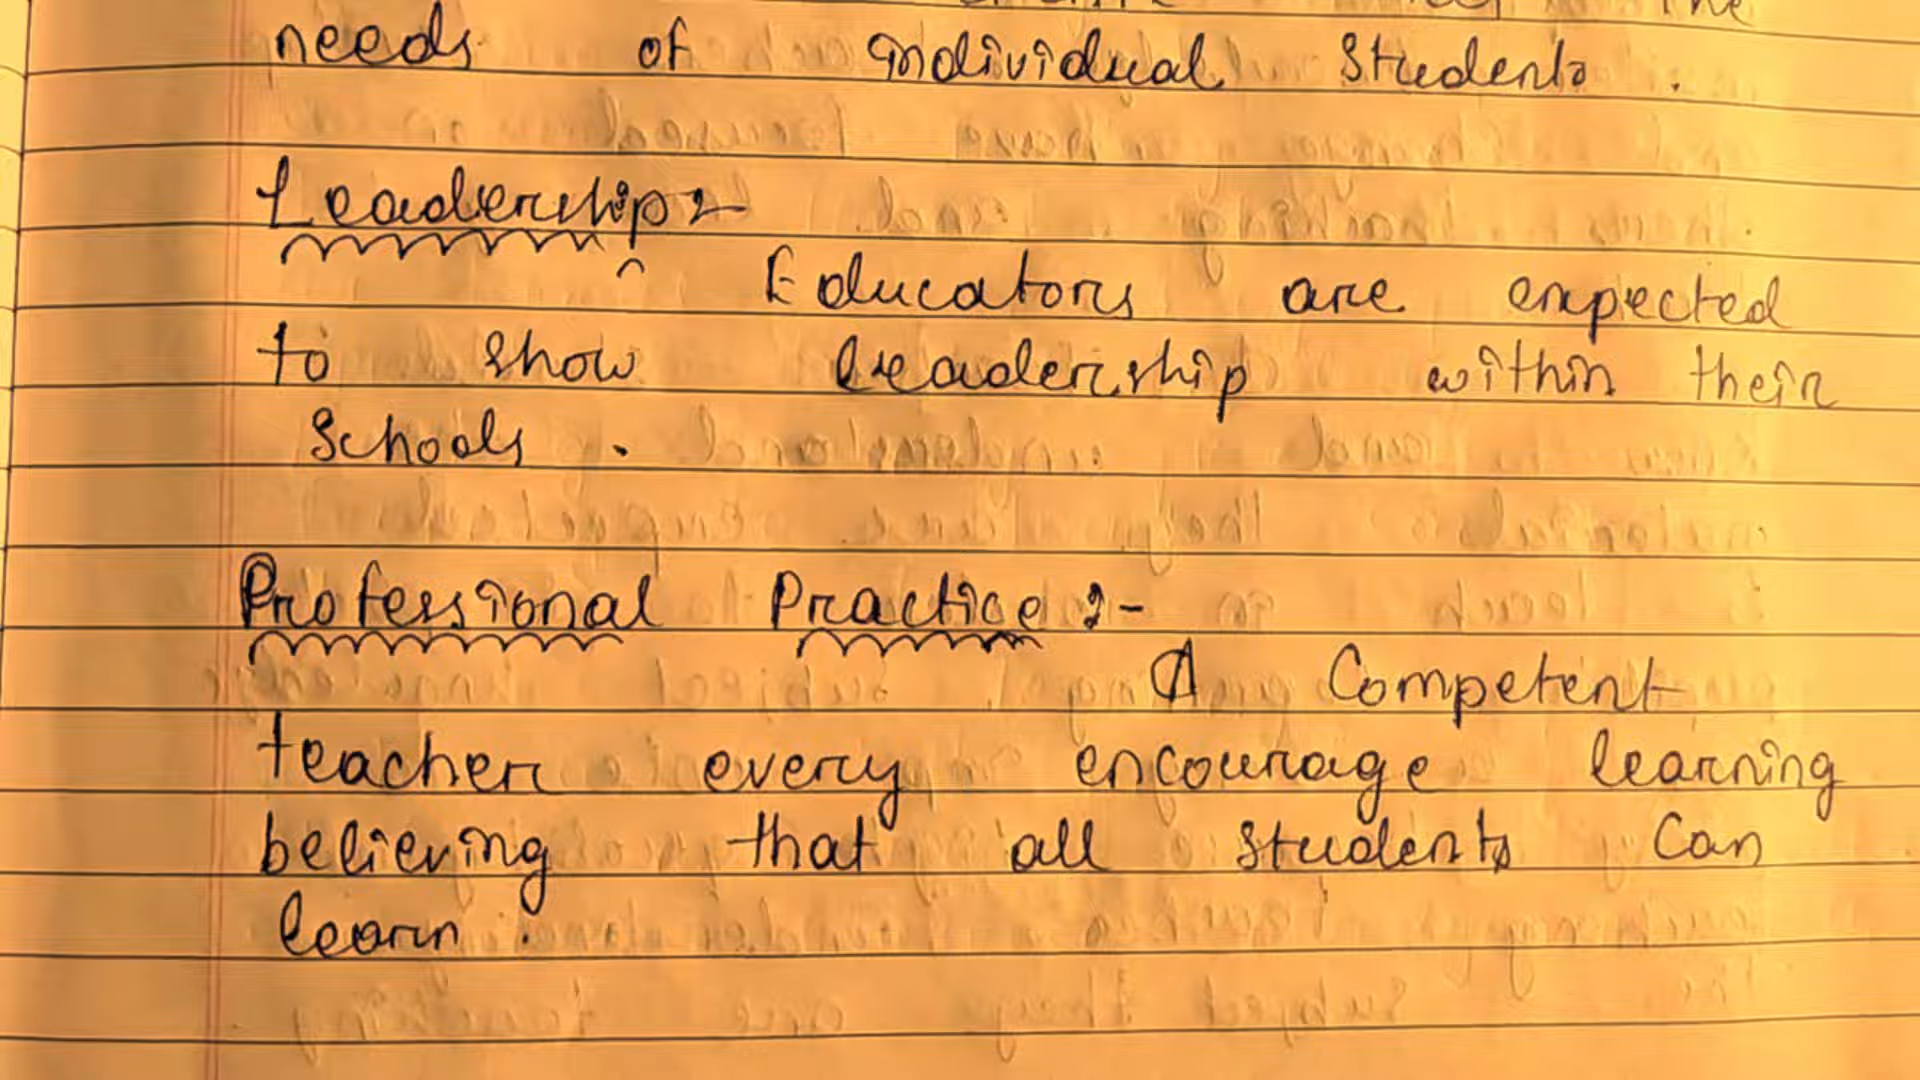 the
needs of individual Students .
Leadership :-
Educators are expected
to show leadership within their
Schools .
Professional Practice :-
A Competent
teacher every encourage learning
believing that all students can
learn .